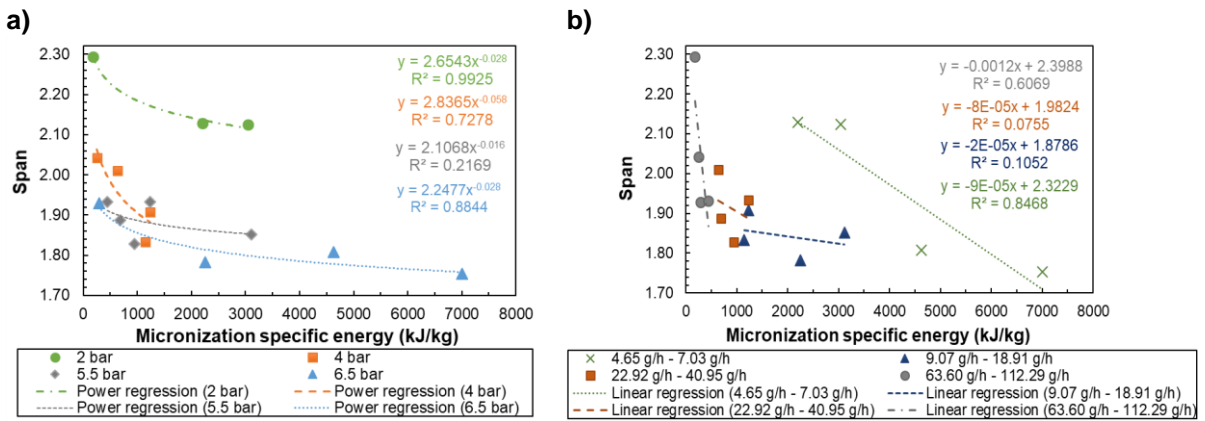 a)
2.30
2.20
2.10
2.00
1.90
1.80
1.70
Span
y = 2.6543x^-0.028
R² = 0.9925
y = 2.8365x^-0.058
R² = 0.7278
y = 2.1068x^-0.016
R² = 0.2169
y = 2.2477x^-0.028
R² = 0.8844
0 1000 2000 3000 4000 5000 6000 7000 8000
Micronization specific energy (kJ/kg)
2 bar 4 bar
5.5 bar 6.5 bar
Power regression (2 bar) Power regression (4 bar)
Power regression (5.5 bar) Power regression (6.5 bar)
b)
2.30
2.20
2.10
2.00
1.90
1.80
1.70
Span
y = -0.0012x + 2.3988
R² = 0.6069
y = -8E-05x + 1.9824
R² = 0.0755
y = -2E-05x + 1.8786
R² = 0.1052
y = -9E-05x + 2.3229
R² = 0.8468
0 1000 2000 3000 4000 5000 6000 7000 8000
Micronization specific energy (kJ/kg)
4.65 g/h - 7.03 g/h 9.07 g/h - 18.91 g/h
22.92 g/h - 40.95 g/h 63.60 g/h - 112.29 g/h
Linear regression (4.65 g/h - 7.03 g/h) Linear regression (9.07 g/h - 18.91 g/h)
Linear regression (22.92 g/h - 40.95 g/h) Linear regression (63.60 g/h - 112.29 g/h)